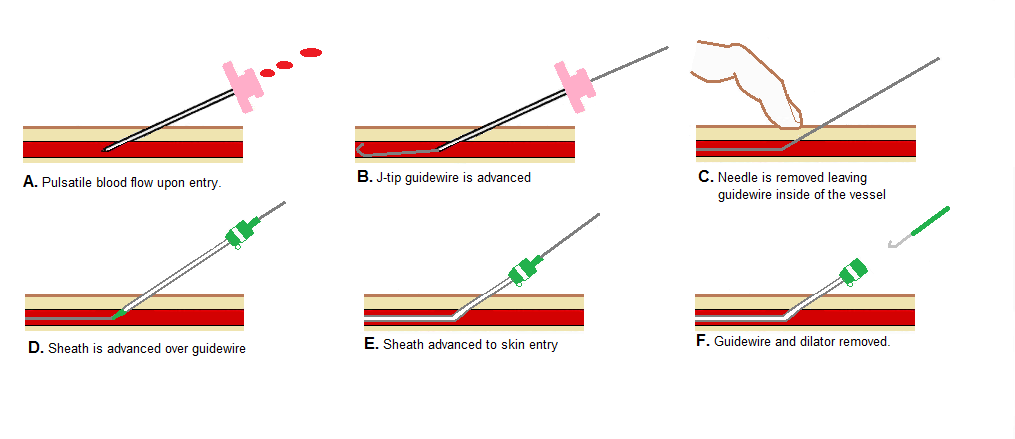 A. Pulsatile blood flow upon entry.
B. J-tip guidewire is advanced
C. Needle is removed leaving
guidewire inside of the vessel
D. Sheath is advanced over guidewire
E. Sheath advanced to skin entry
F. Guidewire and dilator removed.